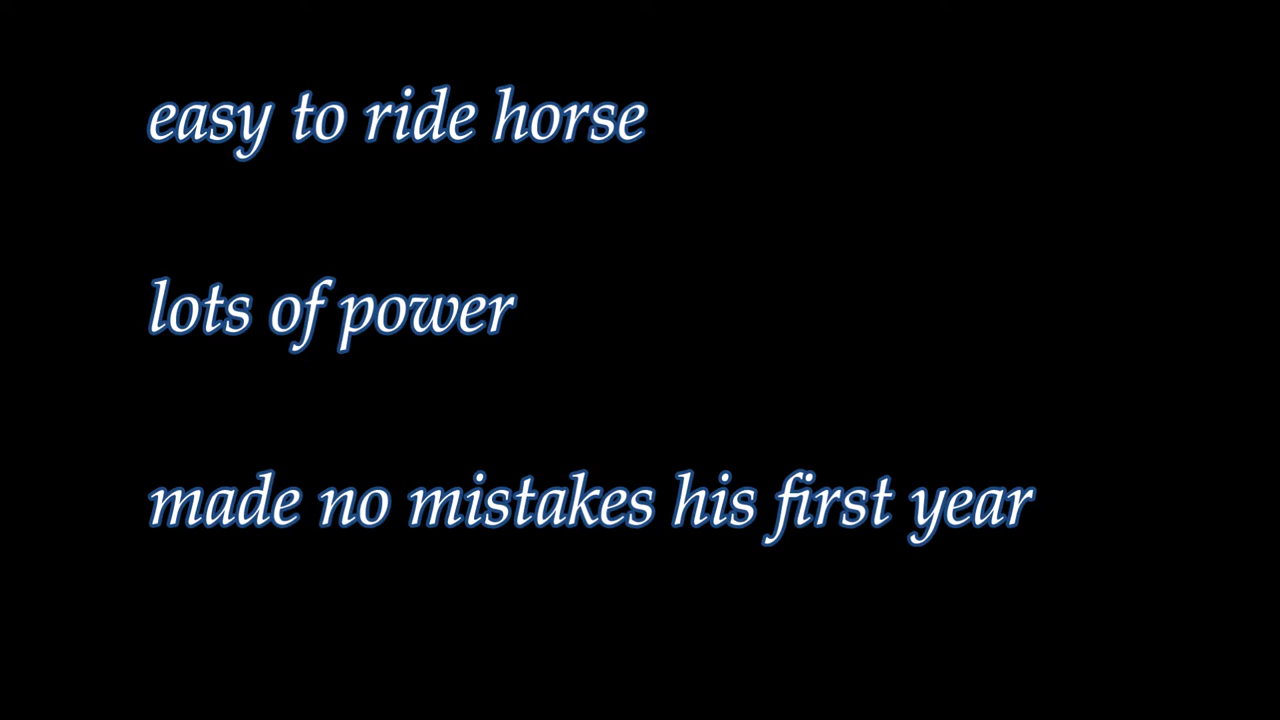 easy to ride horse
lots of power
made no mistakes his first year